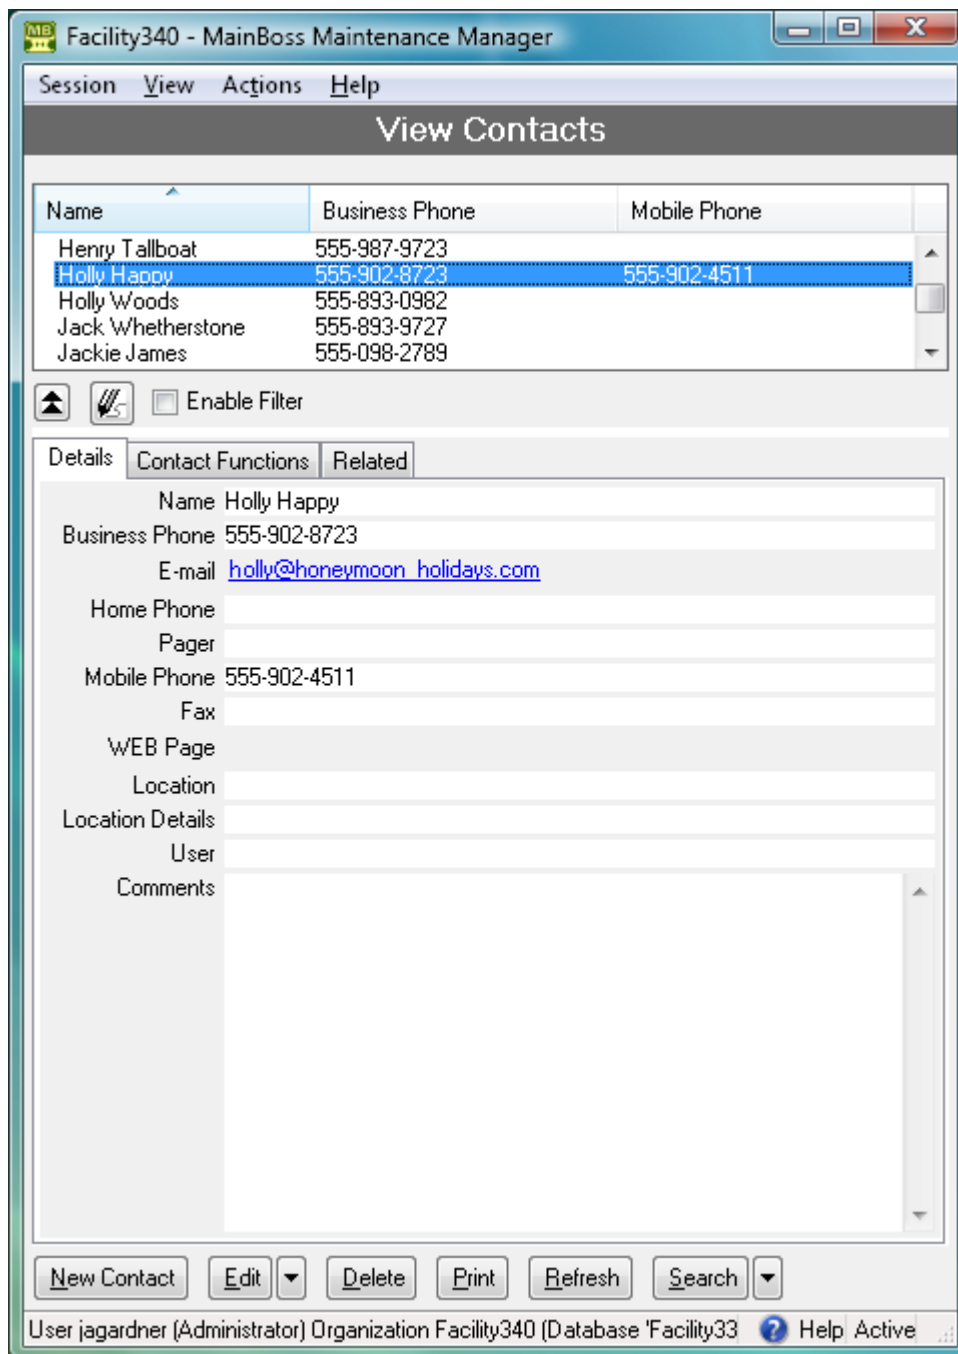 MB
Facility340 - MainBoss Maintenance Manager
Session View Actions Help
View Contacts
Name Business Phone Mobile Phone
Henry Tallboat 555-987-9723
Holly Happy 555-902-8723 555-902-4511
Holly Woods 555-893-0982
Jack Whetherstone 555-893-9727
Jackie James 555-098-2789
Enable Filter
Details Contact Functions Related
Name Holly Happy
Business Phone 555-902-8723
E-mail holly@honeymoon_holidays.com
Home Phone
Pager
Mobile Phone 555-902-4511
Fax
WEB Page
Location
Location Details
User
Comments
New Contact Edit Delete Print Refresh Search
User jagardner (Administrator) Organization Facility340 (Database 'Facility33 Help Active